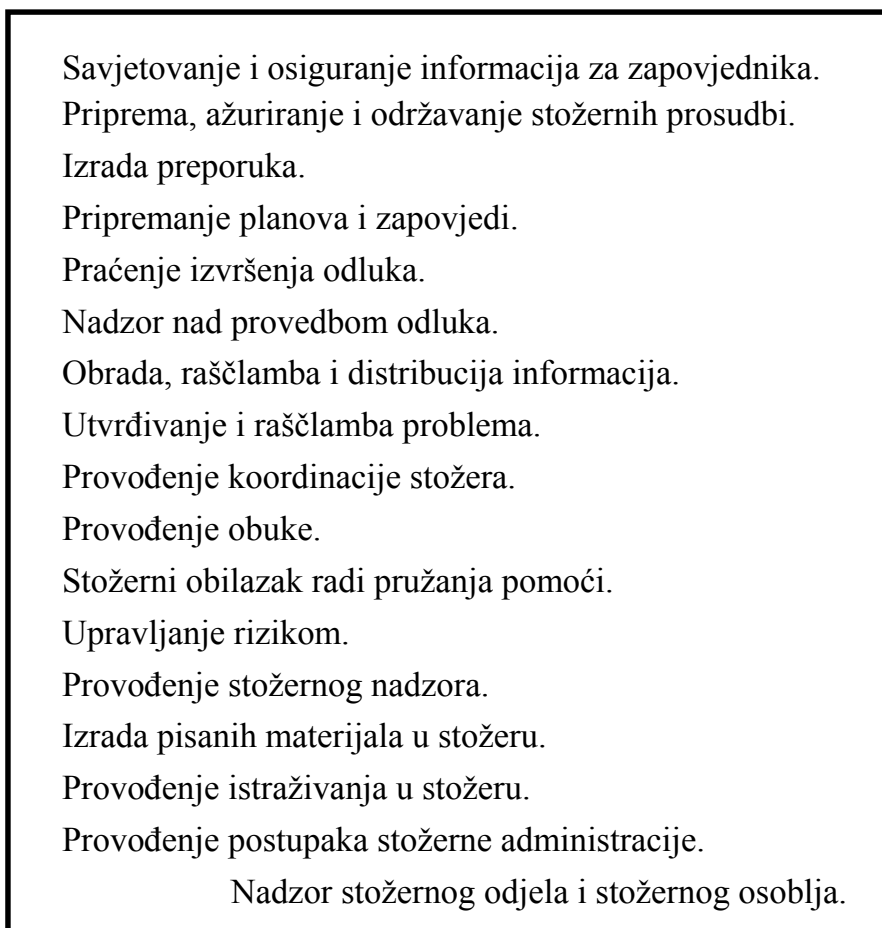 Savjetovanje i osiguranje informacija za zapovjednika.
Priprema, ažuriranje i održavanje stožernih prosudbi.
Izrada preporuka.
Pripremanje planova i zapovjedi.
Praćenje izvršenja odluka.
Nadzor nad provedbom odluka.
Obrada, raščlamba i distribucija informacija.
Utvrđivanje i raščlamba problema.
Provođenje koordinacije stožera.
Provođenje obuke.
Stožerni obilazak radi pružanja pomoći.
Upravljanje rizikom.
Provođenje stožernog nadzora.
Izrada pisanih materijala u stožeru.
Provođenje istraživanja u stožeru.
Provođenje postupaka stožerne administracije.
Nadzor stožernog odjela i stožernog osoblja.